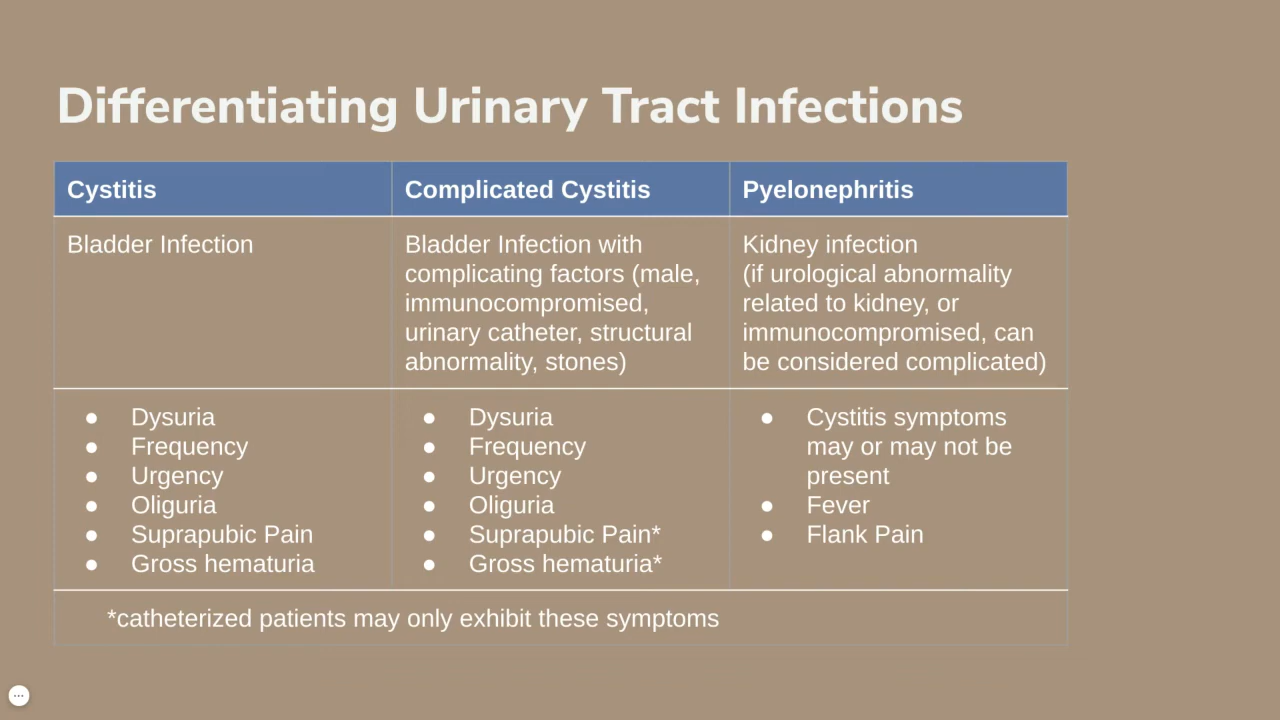 Differentiating Urinary Tract Infections
Cystitis
Complicated Cystitis
Pyelonephritis
Bladder Infection
Bladder Infection with
complicating factors (male,
immunocompromised,
urinary catheter, structural
abnormality, stones)
Kidney infection
(if urological abnormality
related to kidney, or
immunocompromised, can
be considered complicated)
● Dysuria
● Frequency
● Urgency
● Oliguria
● Suprapubic Pain
● Gross hematuria
● Dysuria
● Frequency
● Urgency
● Oliguria
● Suprapubic Pain*
● Gross hematuria*
● Cystitis symptoms
may or may not be
present
● Fever
● Flank Pain
*catheterized patients may only exhibit these symptoms